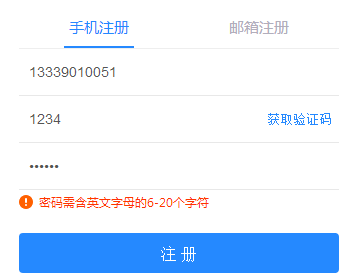 手机注册 邮箱注册
13339010051
1234 获取验证码
••••••
密码需含英文字母的6-20个字符
注 册